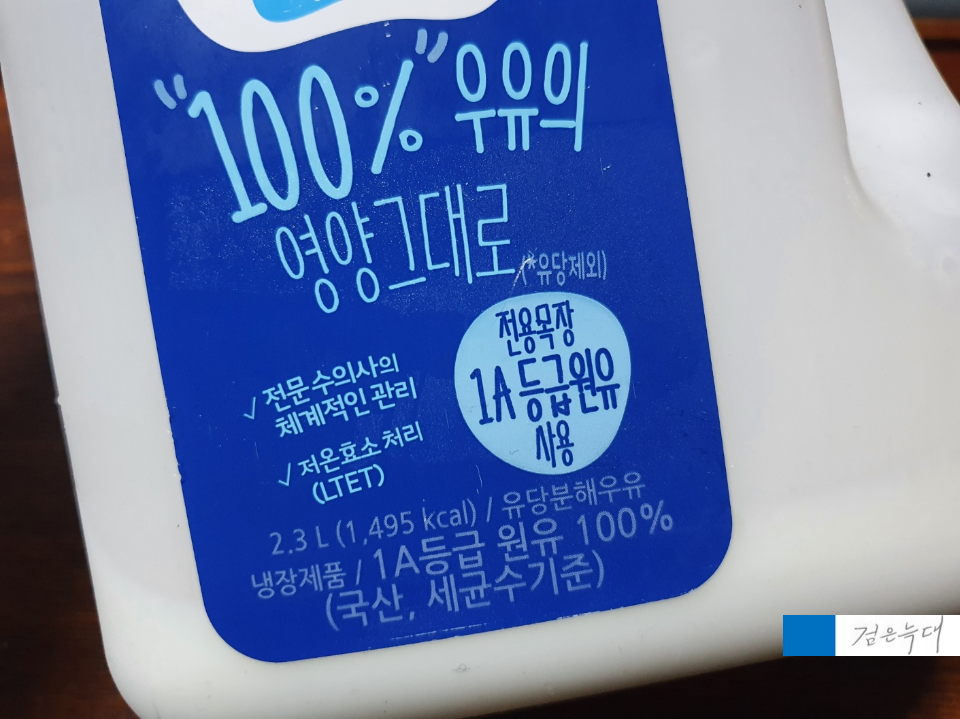 "100%" 우유의
영양그대로
(*유당제외)
전용목장
1A등급원유
사용
✓ 전문 수의사의
체계적인 관리
✓ 저온효소 처리
(LTET)
2.3 L (1,495 kcal) / 유당분해우유
냉장제품 / 1A등급 원유 100%
(국산, 세균수기준)
검은늑대